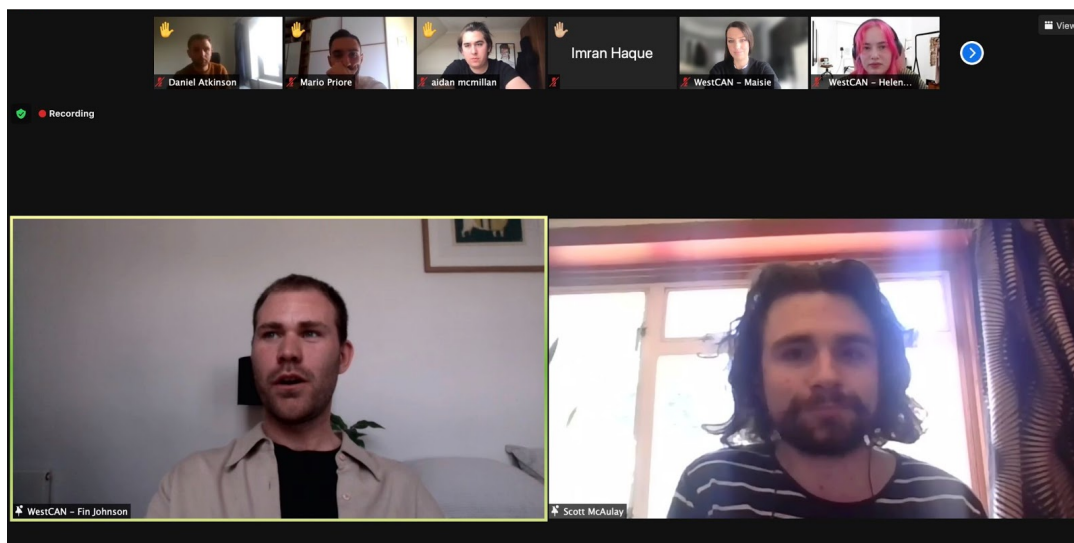 Daniel Atkinson
Mario Priore
aidan mcmillan
Imran Haque
WestCAN - Maisie
WestCAN - Helen...
View
Recording
WestCAN - Fin Johnson
Scott McAulay